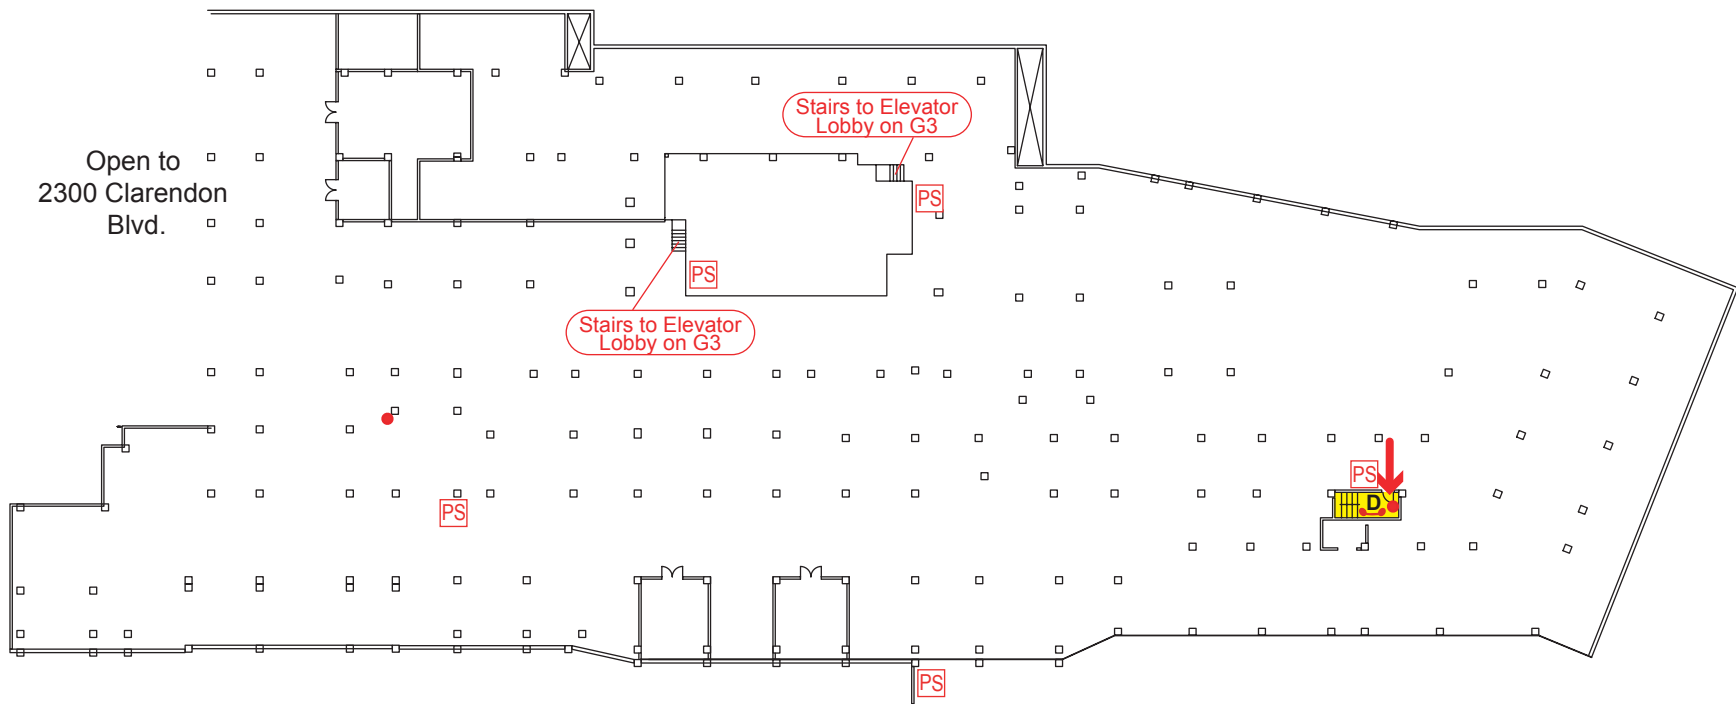 Stairs to Elevator
Lobby on G3
Open to
2300 Clarendon
Blvd.
PS
PS
Stairs to Elevator
Lobby on G3
PS
D
PS
PS